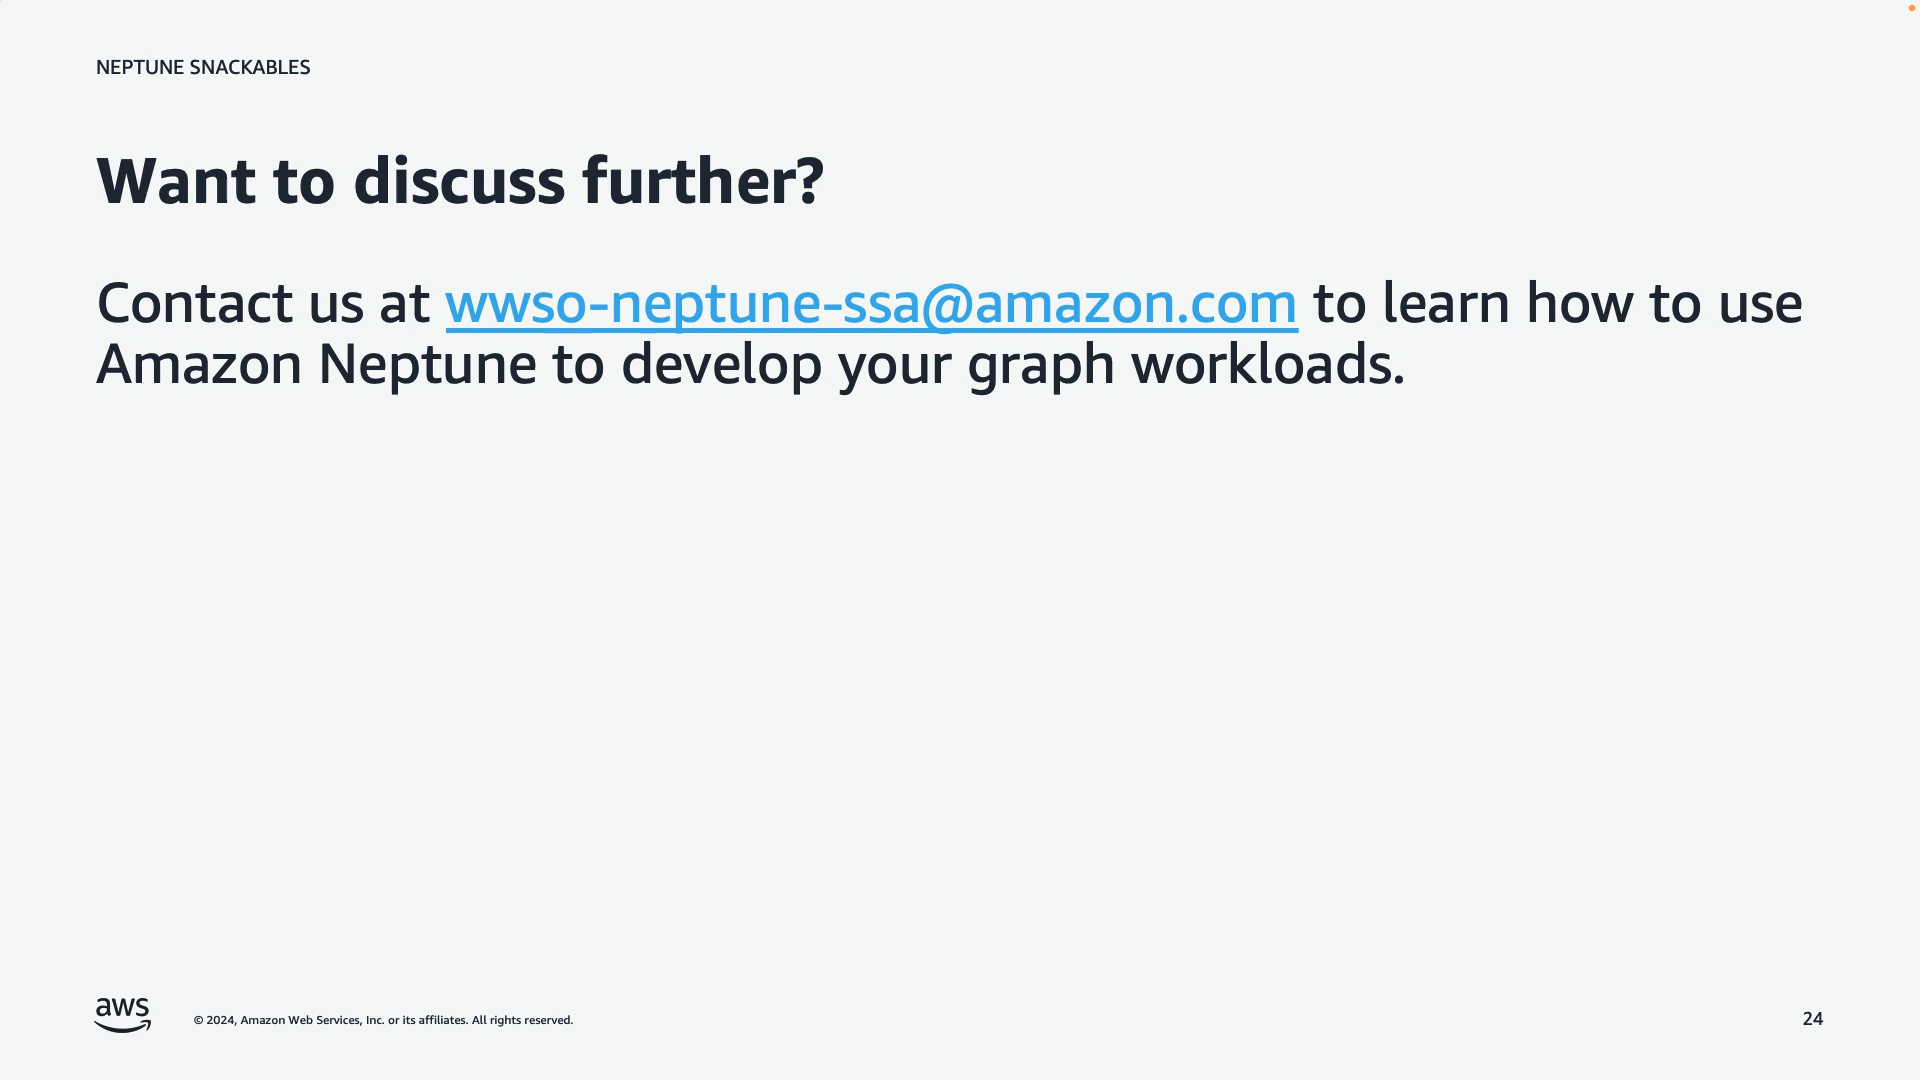 NEPTUNE SNACKABLES
Want to discuss further?
Contact us at wwso-neptune-ssa@amazon.com to learn how to use
Amazon Neptune to develop your graph workloads.
aws
© 2024, Amazon Web Services, Inc. or its affiliates. All rights reserved.
24